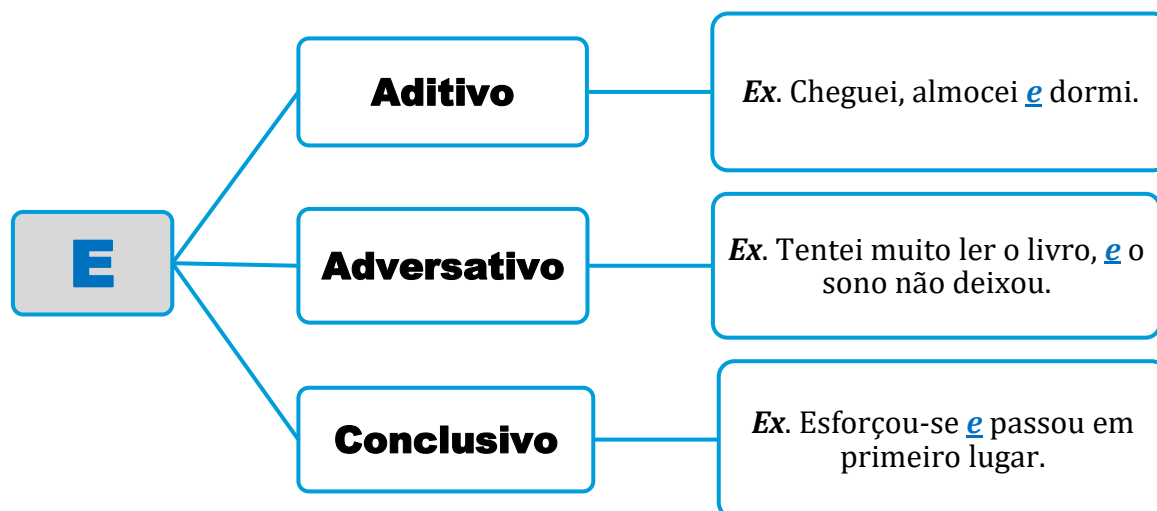 E
Aditivo
Ex. Cheguei, almocei e dormi.
Adversativo
Ex. Tentei muito ler o livro, e o
sono não deixou.
Conclusivo
Ex. Esforçou-se e passou em
primeiro lugar.